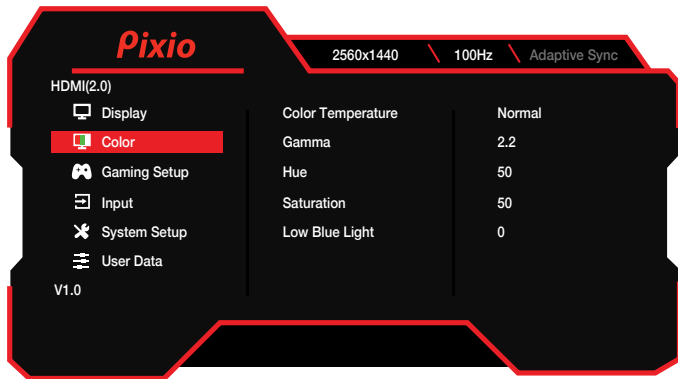 Pixio
2560x1440 \ 100Hz \ Adaptive Sync
HDMI(2.0)
Display Color Temperature Normal
Color Gamma 2.2
Gaming Setup Hue 50
Input Saturation 50
System Setup Low Blue Light 0
User Data
V1.0